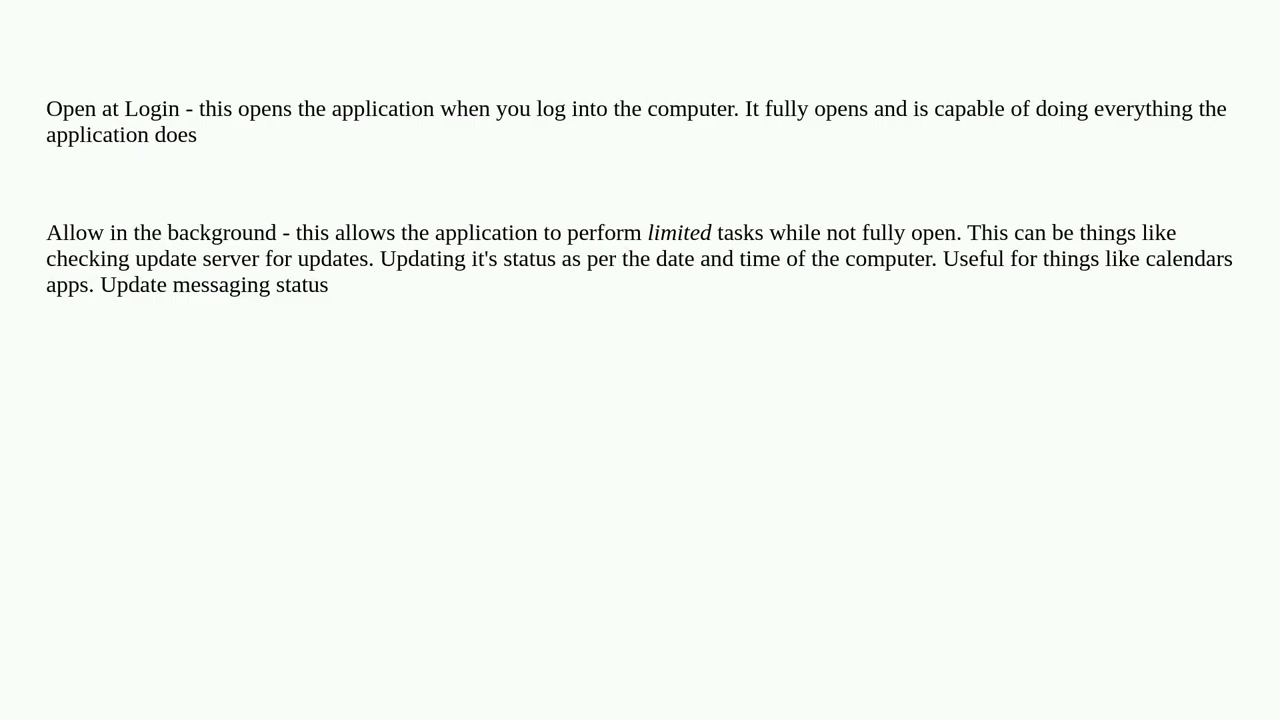 Open at Login - this opens the application when you log into the computer. It fully opens and is capable of doing everything the
application does
Allow in the background - this allows the application to perform limited tasks while not fully open. This can be things like
checking update server for updates. Updating it's status as per the date and time of the computer. Useful for things like calendars
apps. Update messaging status